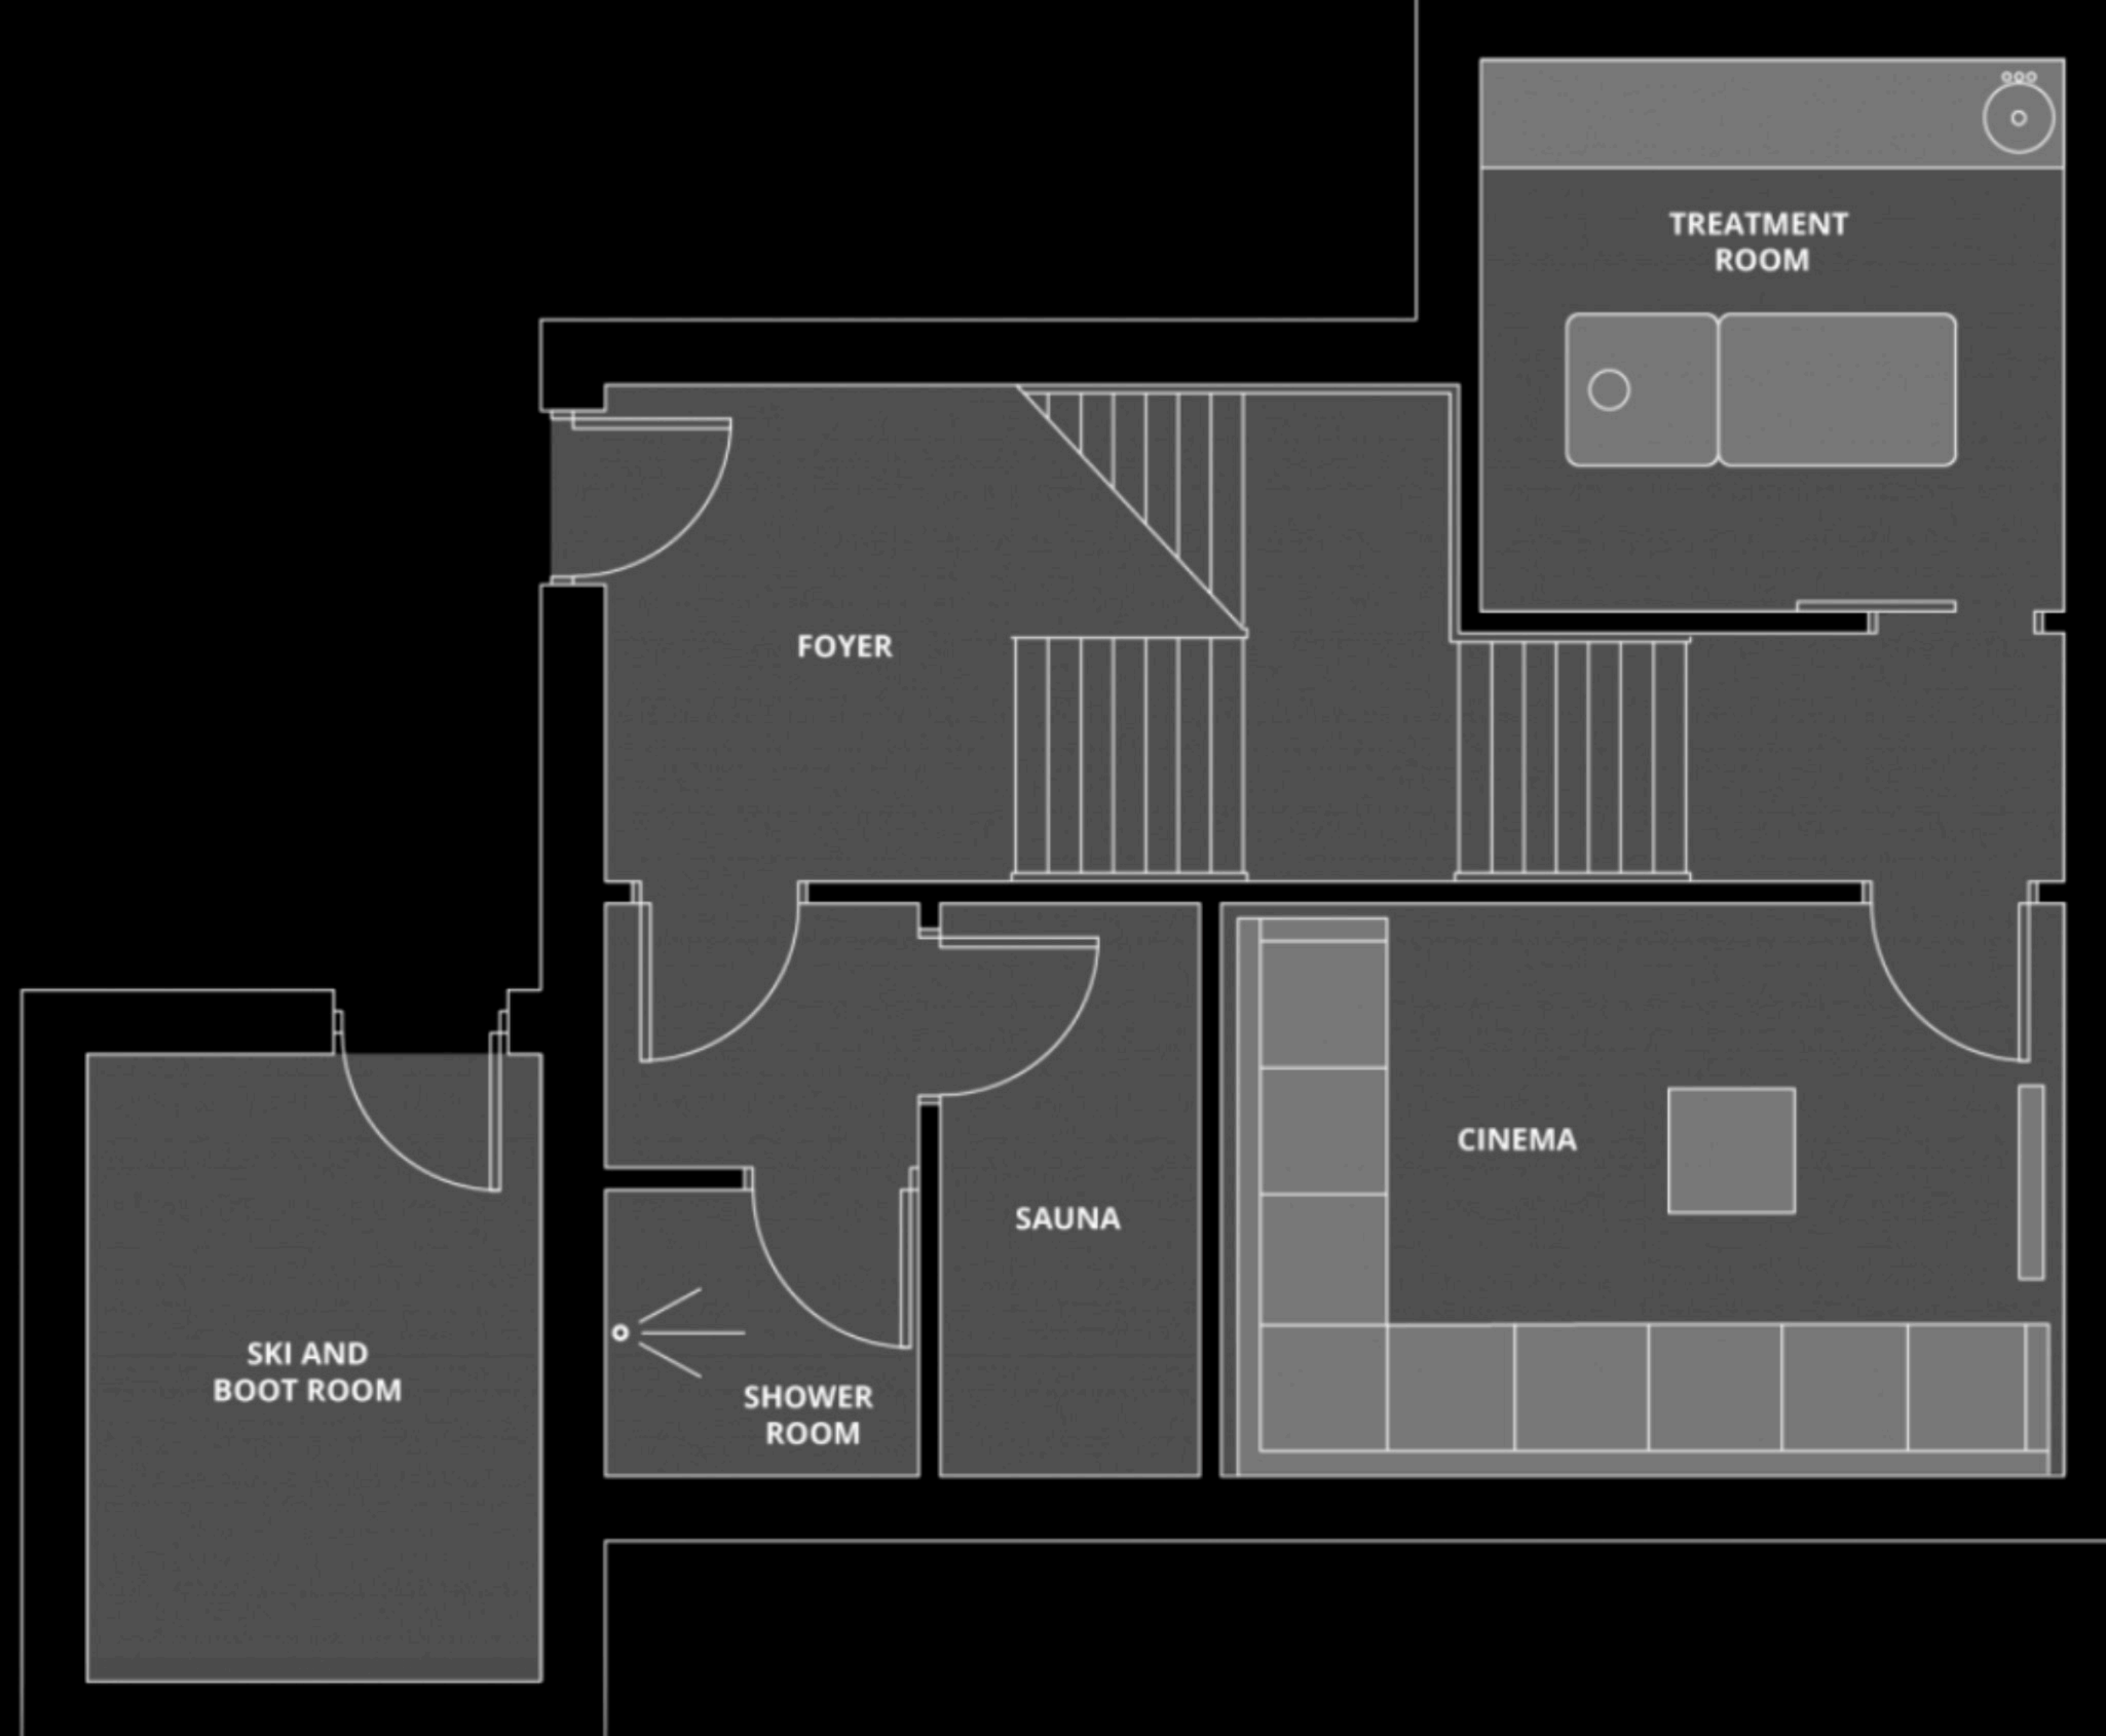 TREATMENT
ROOM
FOYER
CINEMA
SAUNA
SKI AND
BOOT ROOM
SHOWER
ROOM